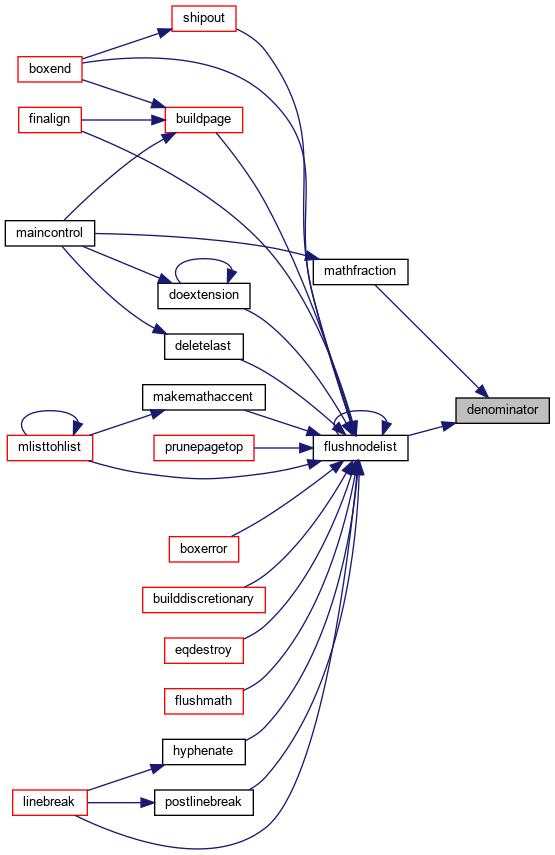 shipout
boxend
finalign
buildpage
maincontrol
mathfraction
doextension
deletelast
makemathaccent
denominator
mlisttohlist
prunepagetop
flushnodelist
boxerror
builddiscretionary
eqdestroy
flushmath
hyphenate
linebreak
postlinebreak